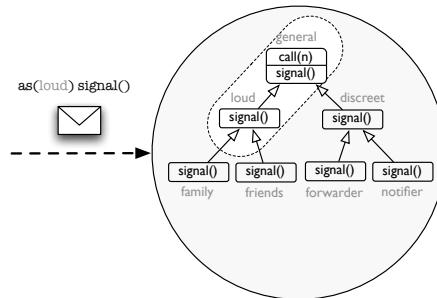 general
call(n)
signal()
as(loud) signal()
loud
discreet
signal()
signal()
signal()
signal()
signal()
signal()
family
friends
forwarder
notifier